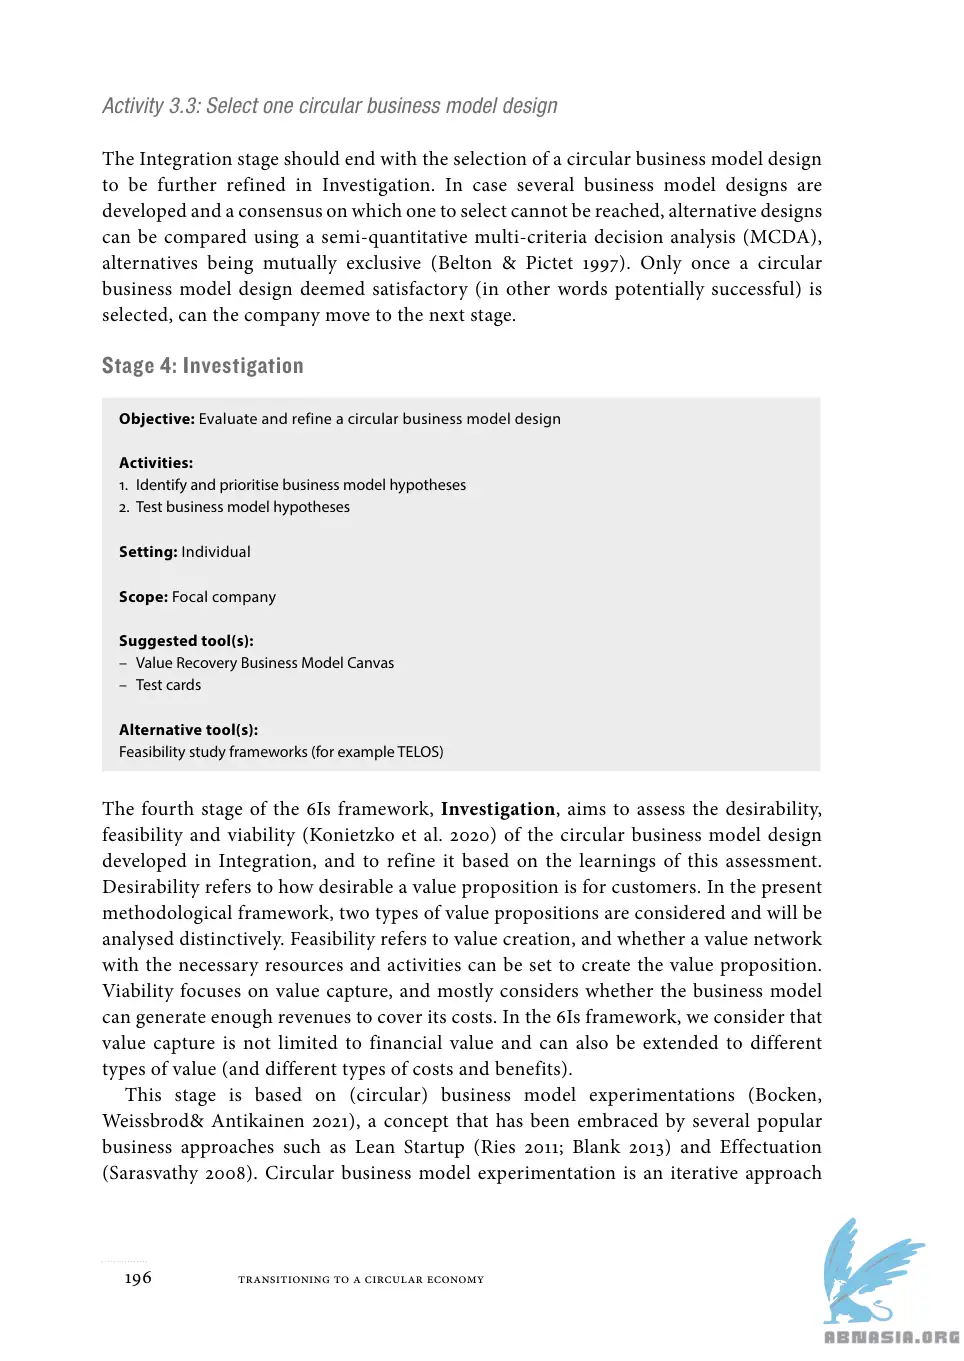 Activity 3.3: Select one circular business model design
The Integration stage should end with the selection of a circular business model design
to be further refined in Investigation. In case several business model designs are
developed and a consensus on which one to select cannot be reached, alternative designs
can be compared using a semi-quantitative multi-criteria decision analysis (MCDA),
alternatives being mutually exclusive (Belton & Pictet 1997). Only once a circular
business model design deemed satisfactory (in other words potentially successful) is
selected, can the company move to the next stage.
Stage 4: Investigation
Objective: Evaluate and refine a circular business model design
Activities:
1. Identify and prioritise business model hypotheses
2. Test business model hypotheses
Setting: Individual
Scope: Focal company
Suggested tool(s):
– Value Recovery Business Model Canvas
– Test cards
Alternative tool(s):
Feasibility study frameworks (for example TELOS)
The fourth stage of the 6Is framework, Investigation, aims to assess the desirability,
feasibility and viability (Konietzko et al. 2020) of the circular business model design
developed in Integration, and to refine it based on the learnings of this assessment.
Desirability refers to how desirable a value proposition is for customers. In the present
methodological framework, two types of value propositions are considered and will be
analysed distinctively. Feasibility refers to value creation, and whether a value network
with the necessary resources and activities can be set to create the value proposition.
Viability focuses on value capture, and mostly considers whether the business model
can generate enough revenues to cover its costs. In the 6Is framework, we consider that
value capture is not limited to financial value and can also be extended to different
types of value (and different types of costs and benefits).
This stage is based on (circular) business model experimentations (Bocken,
Weissbrod& Antikainen 2021), a concept that has been embraced by several popular
business approaches such as Lean Startup (Ries 2011; Blank 2013) and Effectuation
(Sarasvathy 2008). Circular business model experimentation is an iterative approach
196 TRANSITIONING TO A CIRCULAR ECONOMY
ABNASIA.ORG